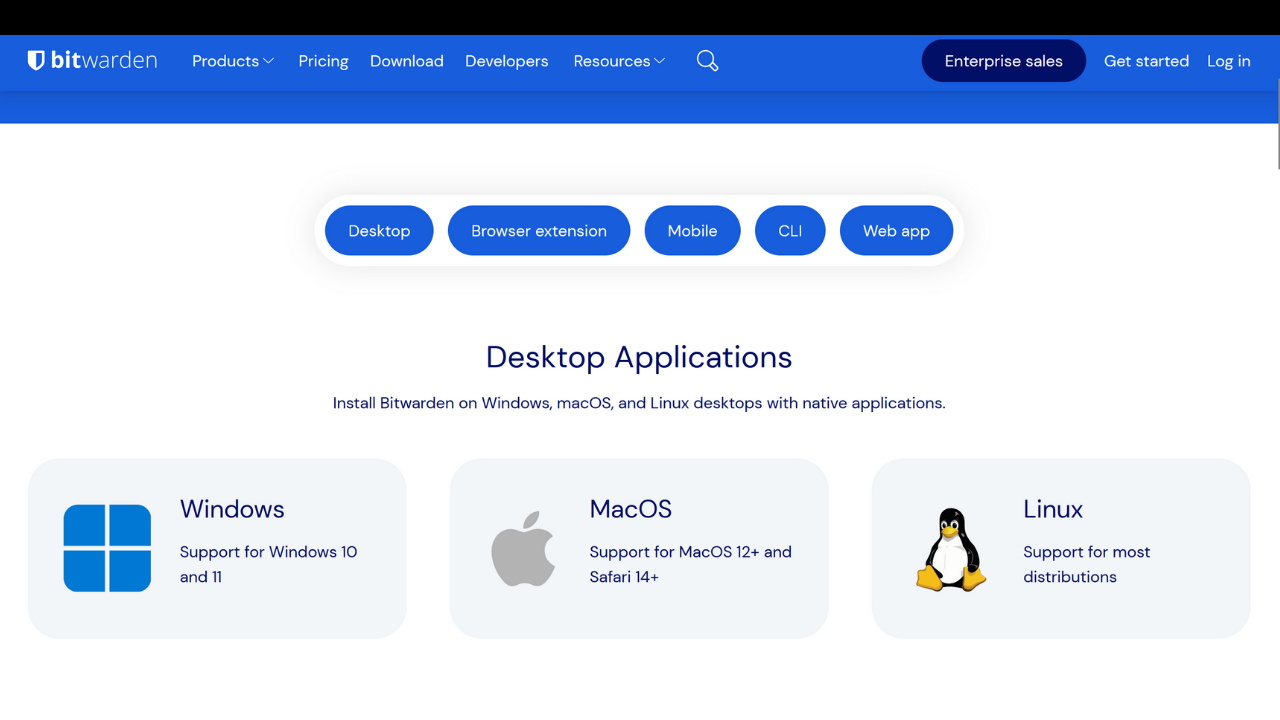 bitwarden Products Pricing Download Developers Resources Enterprise sales Get started Log in
Desktop Browser extension Mobile CLI Web app
Desktop Applications
Install Bitwarden on Windows, macOS, and Linux desktops with native applications.
Windows
Support for Windows 10
and 11
MacOS
Support for MacOS 12+ and
Safari 14+
Linux
Support for most
distributions